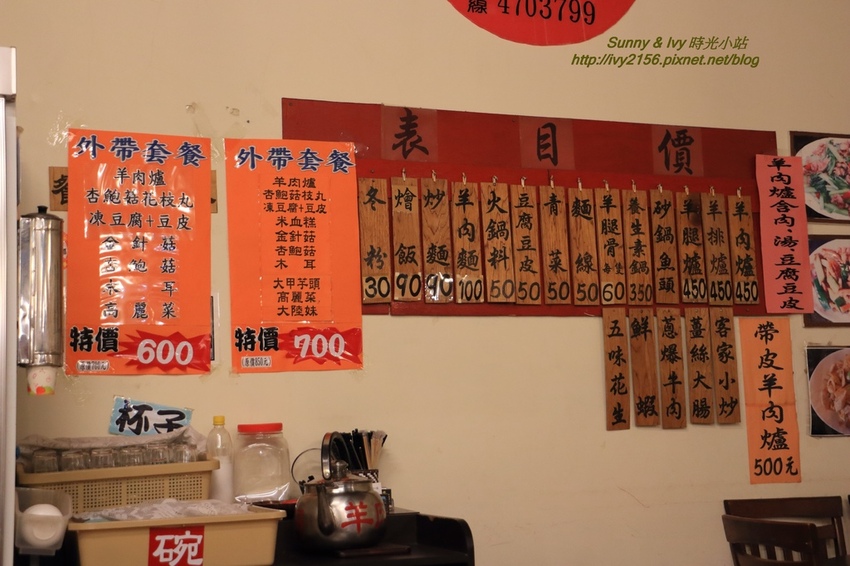 線 4703799
Sunny & Ivy 時光小站
http://ivy2156.pixnet.net/blog
外帶套餐
羊肉爐
杏鮑菇花枝丸
凍豆腐+豆皮
金針菇
杏鮑菇
木耳
高麗菜
特價 600
外帶套餐
羊肉爐
杏鮑菇枝丸
凍豆腐+豆皮
米血糕
金針菇
杏鮑菇
木耳
大甲芋頭
高麗菜
大陸妹
特價 700
(原價850元)
表目價
冬粉 30
燴飯 90
炒麵 90
羊肉麵 100
火鍋料 50
豆腐豆皮 50
青菜 50
麵線 50
羊腿骨 60
養生素鍋 350
砂鍋魚頭
羊腿爐 450
羊排爐 450
羊肉爐 450
羊肉爐含肉、湯、豆腐豆皮
五味花生
鮮蝦
蔥爆牛肉
薑絲大腸
客家小炒
帶皮羊肉爐
500元
杯子
羊
碗